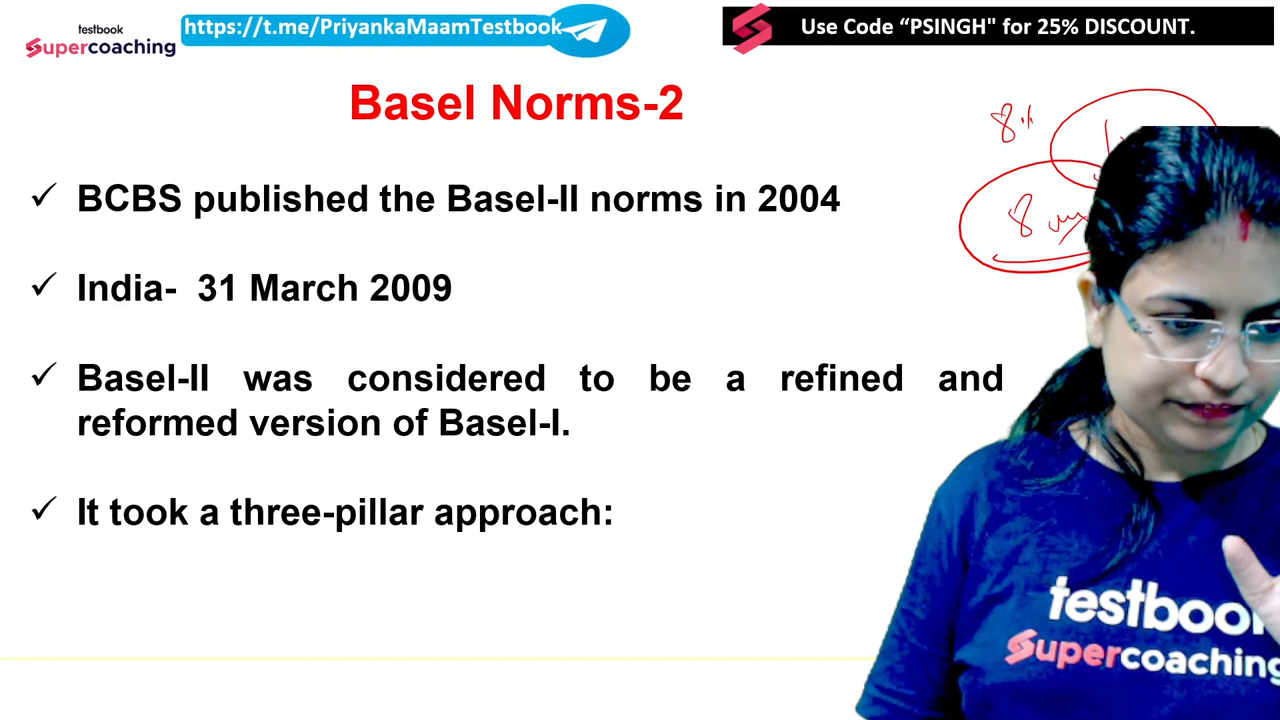 testbook
Supercoaching
https://t.me/PriyankaMaamTestbook
Use Code “PSINGH" for 25% DISCOUNT.
Basel Norms-2
8%
✓ BCBS published the Basel-II norms in 2004
8
✓ India- 31 March 2009
✓ Basel-II was considered to be a refined and
reformed version of Basel-I.
✓ It took a three-pillar approach:
testbook
Supercoaching